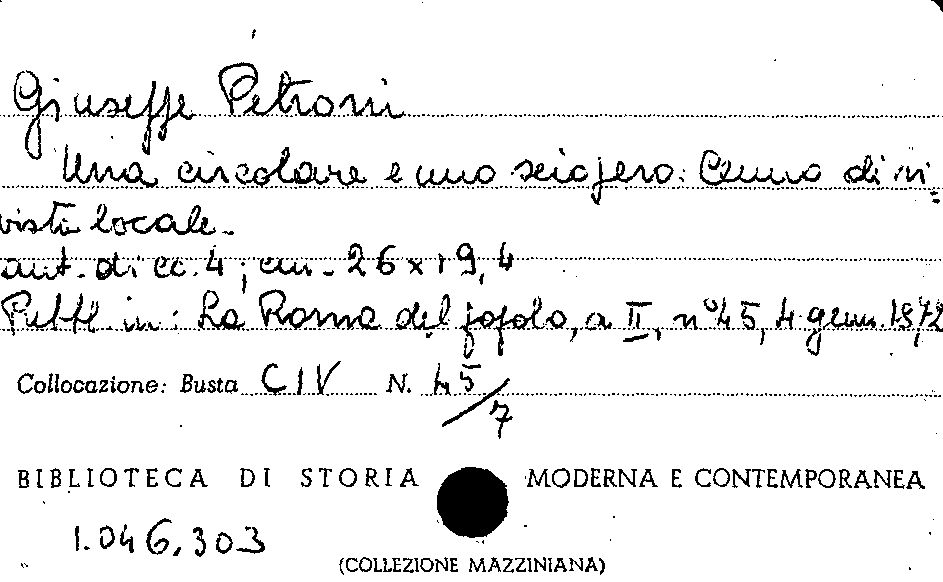 Giuseppe Petroni
Una circolare e uno sciopero. Cenno di ri=
vista locale.
aut. di cc. 4; cm. 26 x 19,4
Pubbl. in: La Roma del popolo, a II, n° 45, 4 genn. 1872
Collocazione: Busta CIV N. 45/7
BIBLIOTECA DI STORIA MODERNA E CONTEMPORANEA
1.046.303
(COLLEZIONE MAZZINIANA)